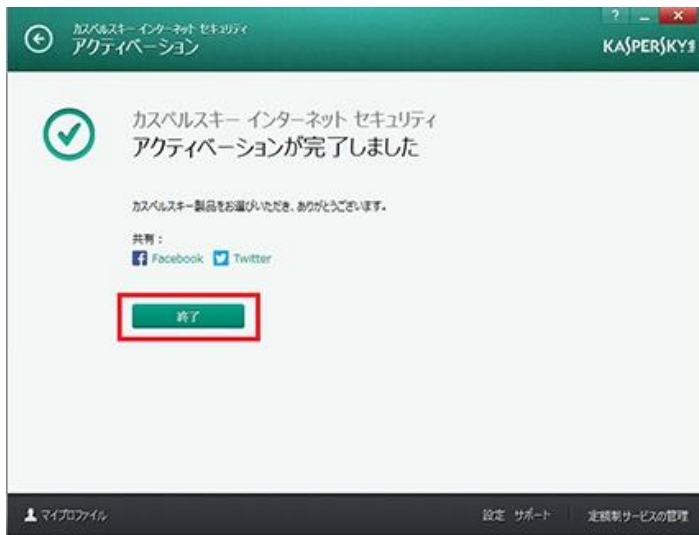 カスペルスキー インターネット セキュリティ
アクティベーション
? – ×
KASPERSKY
カスペルスキー インターネット セキュリティ
アクティベーションが完了しました
カスペルスキー製品をお選びいただき、ありがとうございます。
共有：
Facebook Twitter
終了
マイプロファイル
設定 サポート 定額制サービスの管理